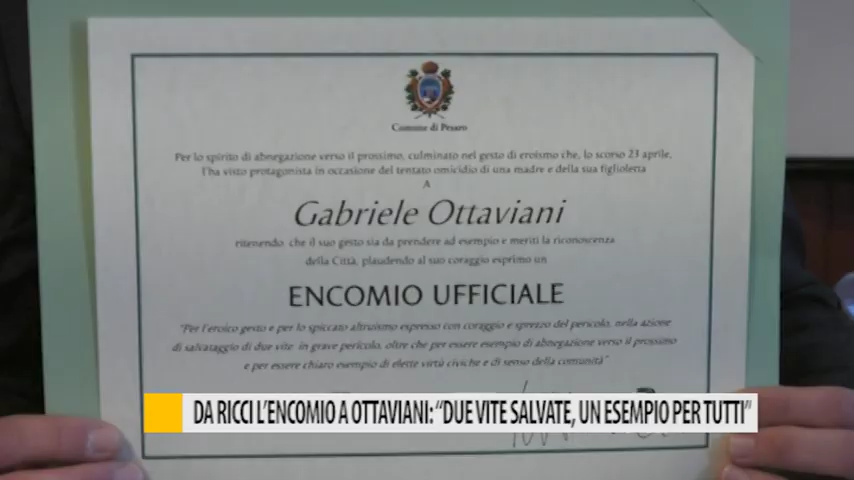 Comune di Pesaro
Per lo spirito di abnegazione verso il prossimo, culminato nel gesto di eroismo che, lo scorso 23 aprile,
l'ha visto protagonista in occasione del tentato omicidio di una madre e della sua figlioletta
A
Gabriele Ottaviani
ritenendo che il suo gesto sia da prendere ad esempio e meriti la riconoscenza
della Città, plaudendo al suo coraggio esprimo un
ENCOMIO UFFICIALE
"Per l'eroico gesto e per lo spiccato altruismo espresso con coraggio e sprezzo del pericolo, nella azione
di salvataggio di due vite in grave pericolo, oltre che per essere esempio di abnegazione verso il prossimo
e per essere chiaro esempio di elette virtù civiche e di senso della comunità"
DA RICCI L'ENCOMIO A OTTAVIANI: "DUE VITE SALVATE, UN ESEMPIO PER TUTTI"